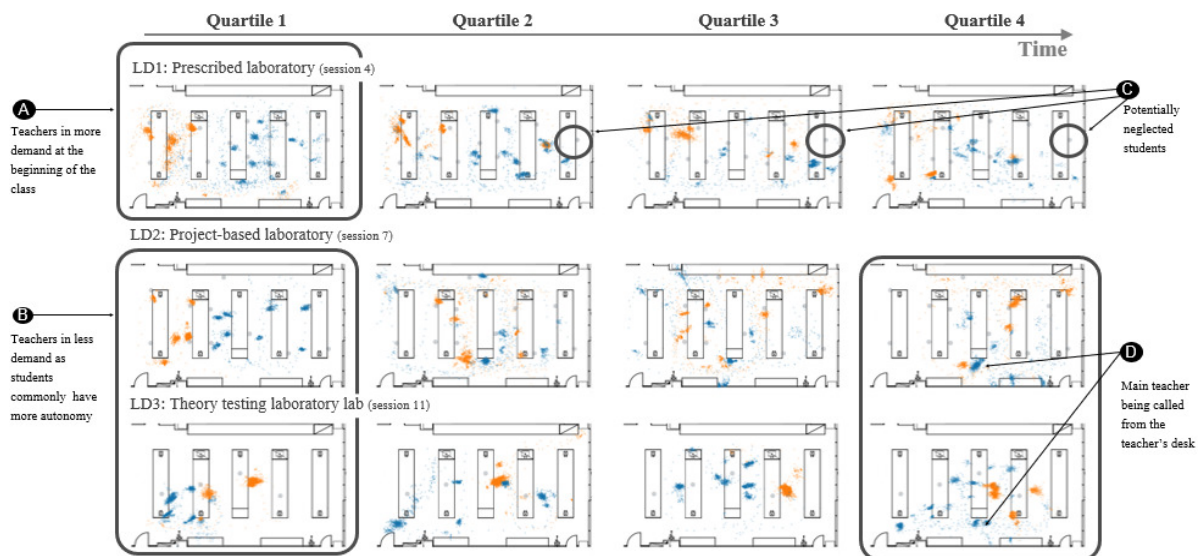 Quartile 1 Quartile 2 Quartile 3 Quartile 4
Time
LD1: Prescribed laboratory (session 4)
A
Teachers in more
demand at the
beginning of the
class
C
Potentially
neglected
students
LD2: Project-based laboratory (session 7)
B
Teachers in less
demand as
students
commonly have
more autonomy
D
Main teacher
being called
from the
teacher's desk
LD3: Theory testing laboratory lab (session 11)